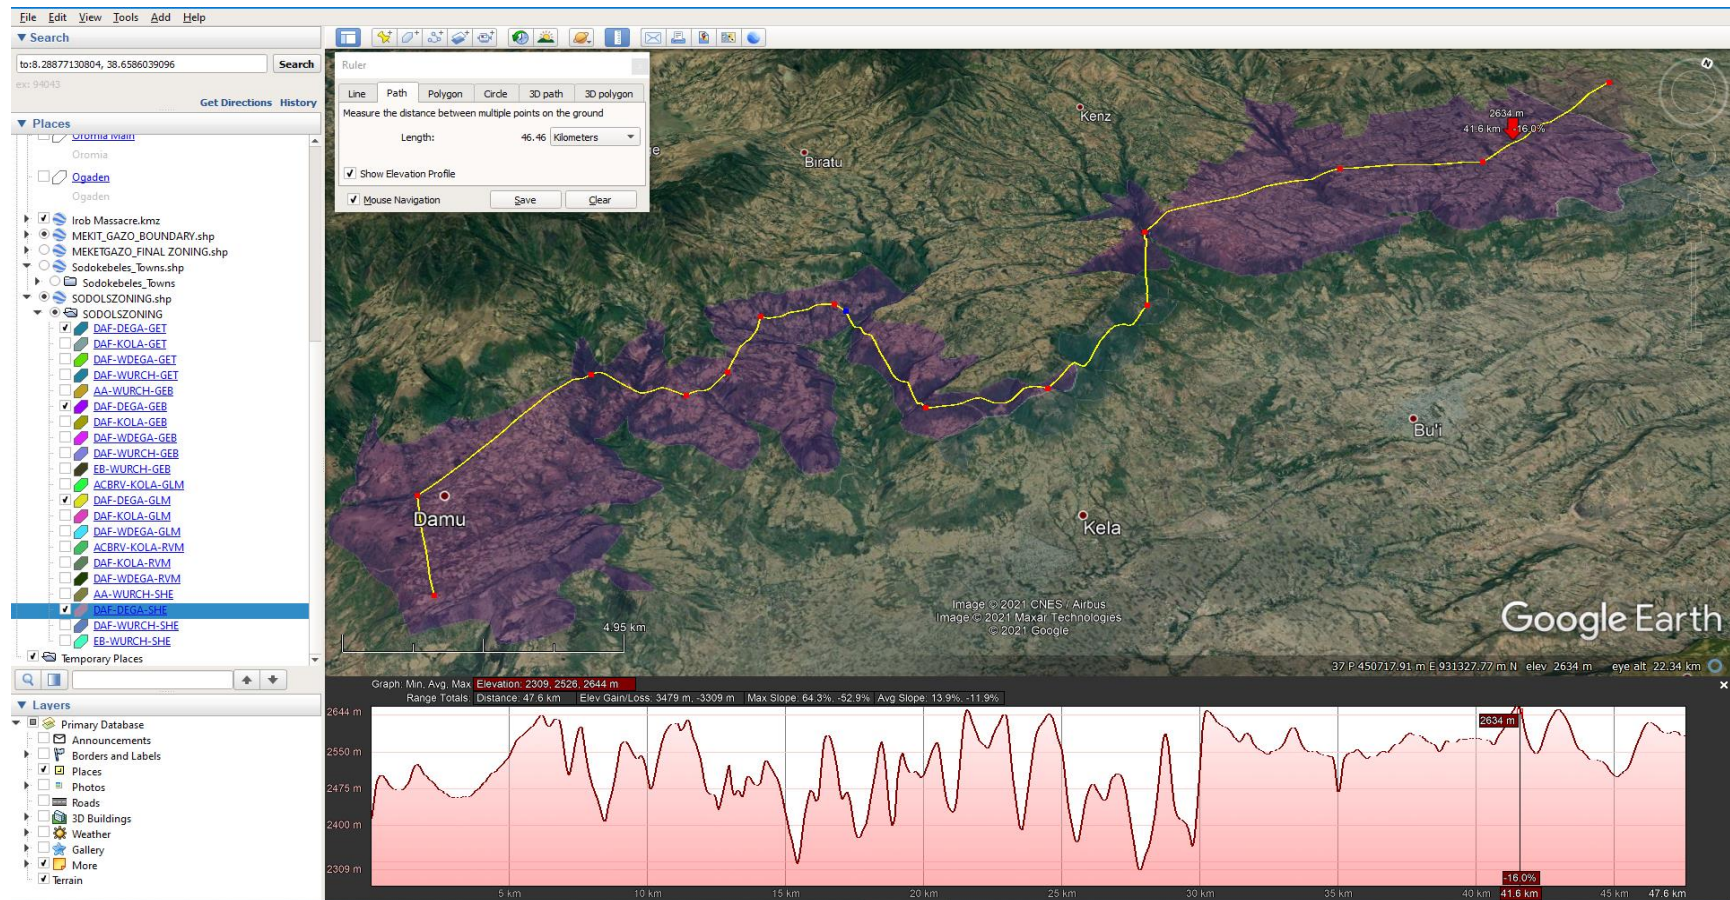 File Edit View Tools Add Help
Search
to:8.28877130804, 38.6586039096 Search
ex: 94043
Get Directions History
Places
Oromia Main
Oromia
Ogaden
Ogaden
Irob Massacre.kmz
MEKIT_GAZO_BOUNDARY.shp
MEKETGAZO_FINAL ZONING.shp
Sodokebeles_Towns.shp
Sodokebeles_Towns
SODOLSZONING.shp
SODOLSZONING
DAF-DEGA-GET
DAF-KOLA-GET
DAF-WDEGA-GET
DAF-WURCH-GET
AA-WURCH-GEB
DAF-DEGA-GEB
DAF-KOLA-GEB
DAF-WDEGA-GEB
DAF-WURCH-GEB
EB-WURCH-GEB
ACBRV-KOLA-GLM
DAF-DEGA-GLM
DAF-KOLA-GLM
DAF-WDEGA-GLM
ACBRV-KOLA-RVM
DAF-KOLA-RVM
DAF-WDEGA-RVM
AA-WURCH-SHE
DAF-DEGA-SHE
DAF-WURCH-SHE
EB-WURCH-SHE
Temporary Places
Layers
Primary Database
Announcements
Borders and Labels
Places
Photos
Roads
3D Buildings
Weather
Gallery
More
Terrain
Ruler
Line Path Polygon Circle 3D path 3D polygon
Measure the distance between multiple points on the ground
Length: 46.46 Kilometers
Show Elevation Profile
Mouse Navigation Save Clear
N
Kenz
Biratu
2634 m
41.6 km -16.0%
Bu'i
Damu
Kela
4.95 km
Image © 2021 CNES / Airbus
Image © 2021 Maxar Technologies
© 2021 Google
Google Earth
37 P 450717.91 m E 931327.77 m N elev 2634 m eye alt 22.34 km
Graph: Min, Avg, Max Elevation: 2309, 2526, 2644 m
Range Totals: Distance: 47.6 km Elev Gain/Loss: 3479 m, -3309 m Max Slope: 64.3%, -52.9% Avg Slope: 13.9%, -11.9%
2644 m
2634 m
2550 m
2475 m
2400 m
2309 m
-16.0%
5 km 10 km 15 km 20 km 25 km 30 km 35 km 40 km 41.6 km 45 km 47.6 km